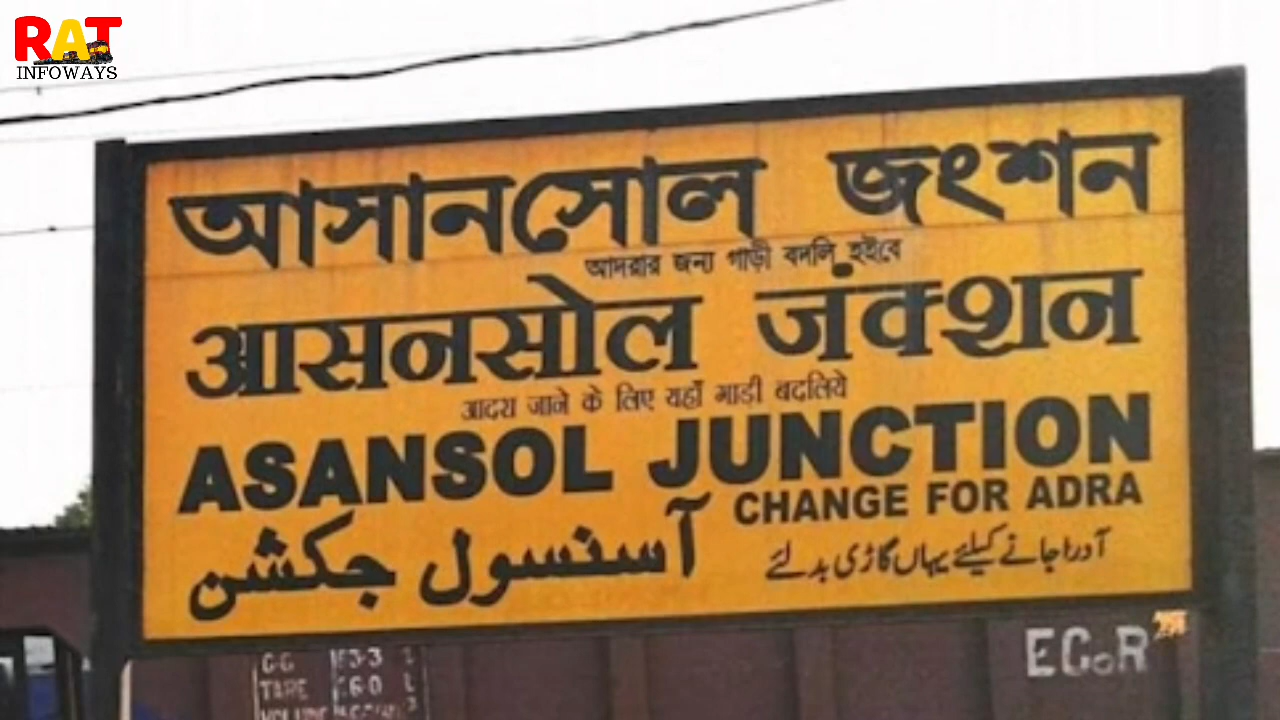 RAT
INFOWAYS
আসানসোল জংশন
আদরার জন্য গাড়ী বদলি হইবে
आसनसोल जंक्शन
आदरा जाने के लिए यहाँ गाड़ी बदलिये
ASANSOL JUNCTION
CHANGE FOR ADRA
آسنسول جکشن
آدرا جانے کیلئے یہاں گاڑی بدلئے
ECoR
TARE